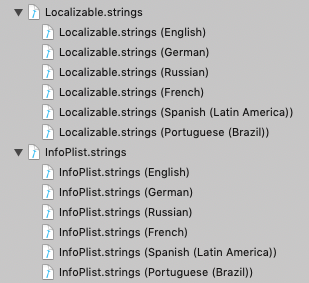 Localizable.strings
Localizable.strings (English)
Localizable.strings (German)
Localizable.strings (Russian)
Localizable.strings (French)
Localizable.strings (Spanish (Latin America))
Localizable.strings (Portuguese (Brazil))
InfoPlist.strings
InfoPlist.strings (English)
InfoPlist.strings (German)
InfoPlist.strings (Russian)
InfoPlist.strings (French)
InfoPlist.strings (Spanish (Latin America))
InfoPlist.strings (Portuguese (Brazil))